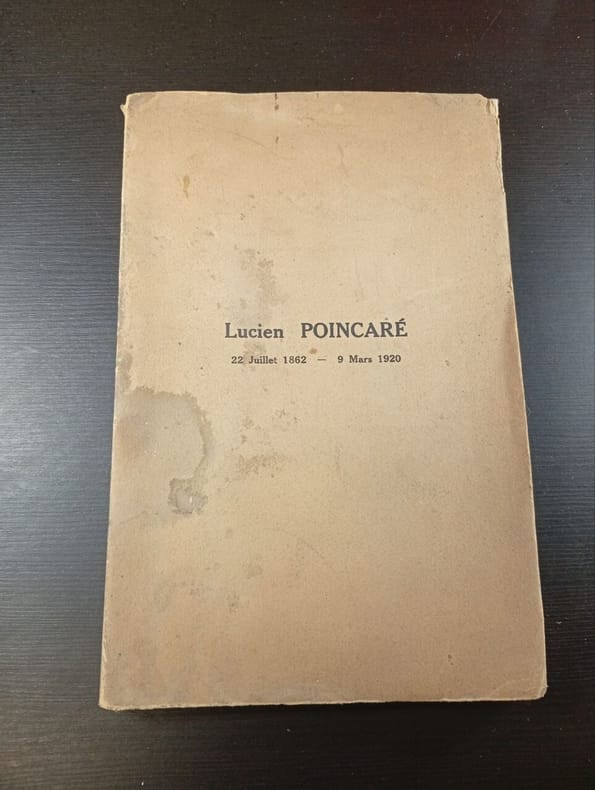 Lucien POINCARÉ
22 Juillet 1862 — 9 Mars 1920